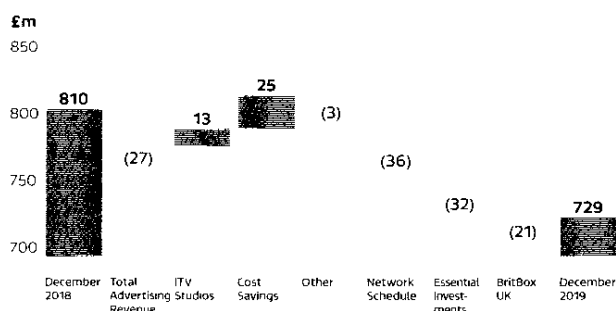 £m
850
800
750
700
810
(27)
13
25
(3)
(36)
(32)
(21)
729
December
2018
Total
Advertising
Revenue
ITV
Studios
Cost
Savings
Other
Network
Schedule
Essential
Invest-
ments
BritBox
UK
December
2019